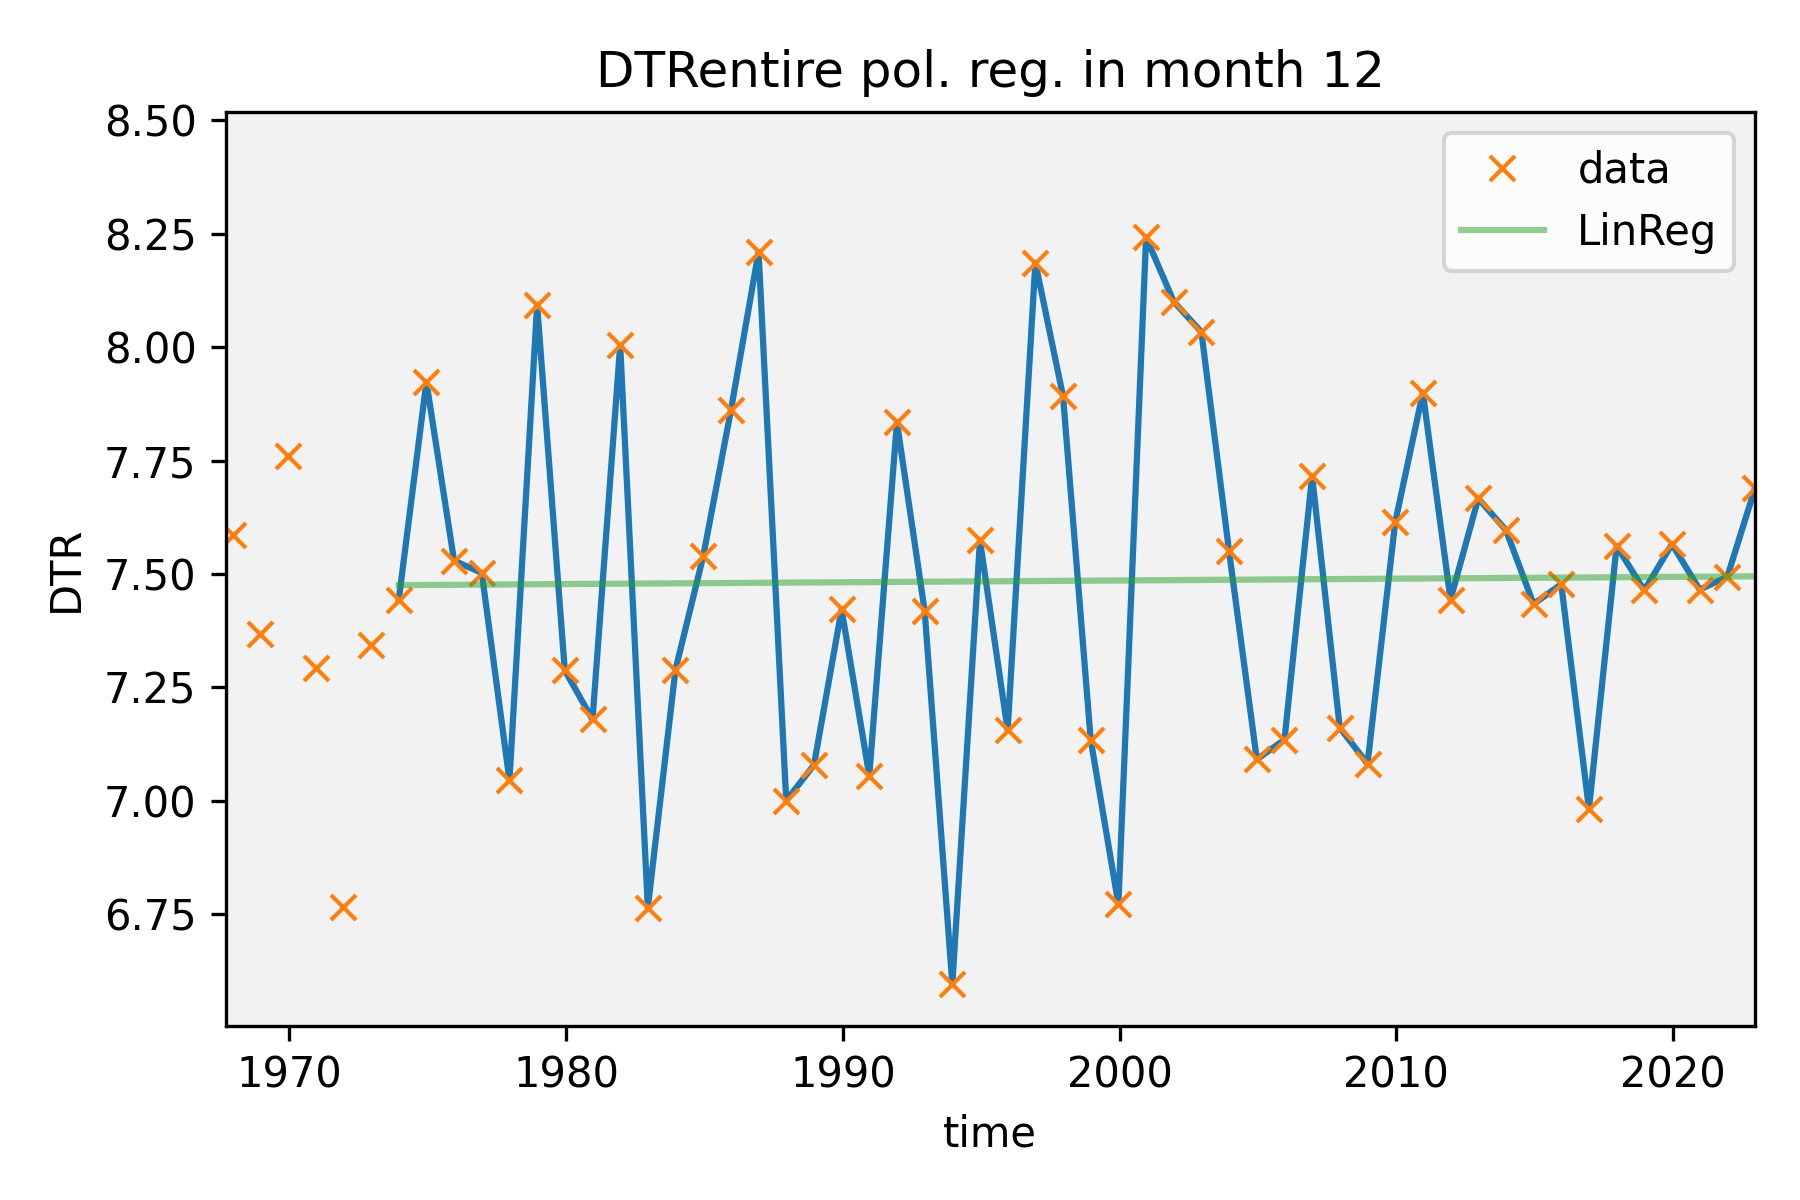 DTRentire pol. reg. in month 12
8.50
8.25
8.00
7.75
7.50
7.25
7.00
6.75
DTR
data
LinReg
1970 1980 1990 2000 2010 2020
time